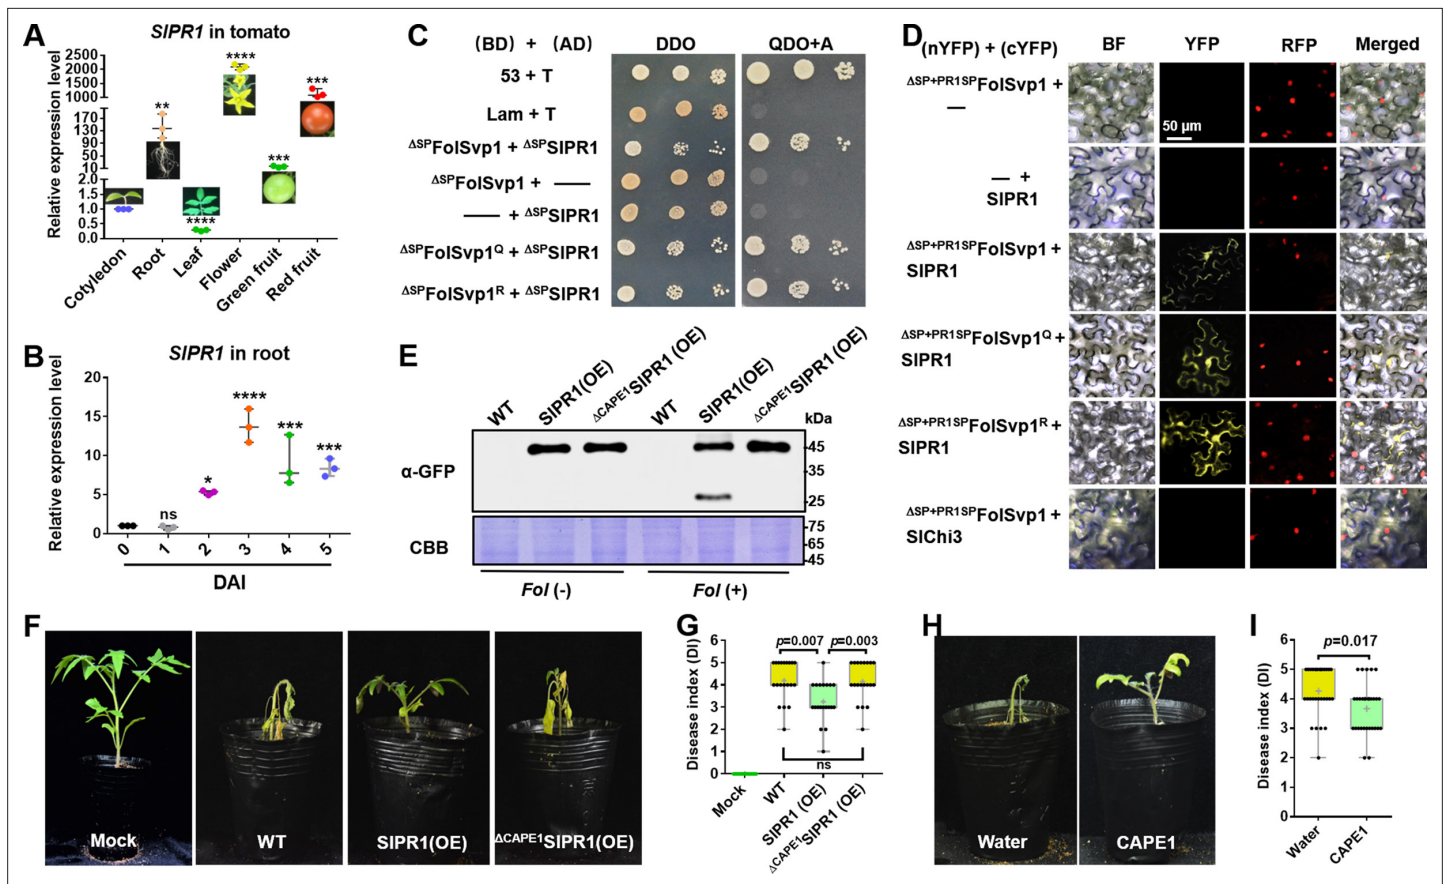 A
SlPR1 in tomato
Relative expression level
2500
2000
1500
1000
170
130
90
50
10
2.0
1.5
1.0
0.5
0.0
**
****
****
***
***
Cotyledon
Root
Leaf
Flower
Green fruit
Red fruit
B
SlPR1 in root
Relative expression level
20
15
10
5
0
ns
*
****
***
***
0 1 2 3 4 5
DAI
C
(BD) + (AD)
DDO
QDO+A
53 + T
Lam + T
ΔSPFolSvp1 + ΔSPSlPR1
ΔSPFolSvp1 + —
— + ΔSPSlPR1
ΔSPFolSvp1Q + ΔSPSlPR1
ΔSPFolSvp1R + ΔSPSlPR1
D
(nYFP) + (cYFP)
BF YFP RFP Merged
ΔSP+PR1SPFolSvp1 +
—
50 μm
— +
SlPR1
ΔSP+PR1SPFolSvp1 +
SlPR1
ΔSP+PR1SPFolSvp1Q +
SlPR1
ΔSP+PR1SPFolSvp1R +
SlPR1
ΔSP+PR1SPFolSvp1 +
SlChi3
E
WT
SlPR1(OE)
ΔCAPE1SlPR1 (OE)
WT
SlPR1(OE)
ΔCAPE1SlPR1 (OE)
kDa
α-GFP
45
35
25
CBB
75
65
45
Fol (-)
Fol (+)
F
Mock
WT
SlPR1(OE)
ΔCAPE1SlPR1(OE)
G
Disease index (DI)
6
5
4
3
2
1
0
p=0.007 p=0.003
ns
Mock
WT
SlPR1 (OE)
ΔCAPE1SlPR1 (OE)
H
Water
CAPE1
I
Disease index (DI)
6
5
4
3
2
1
0
p=0.017
Water
CAPE1